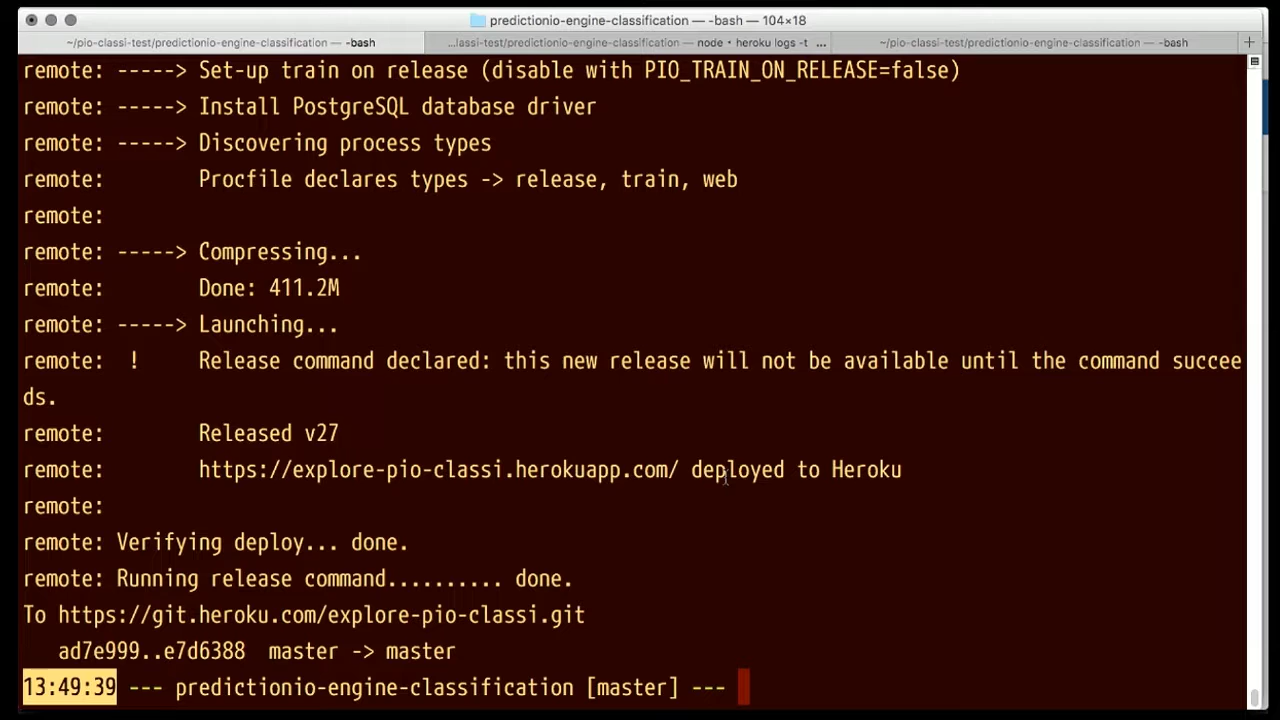 predictionio-engine-classification — -bash — 104×18
~/pio-classi-test/predictionio-engine-classification — -bash
...lassi-test/predictionio-engine-classification — node • heroku logs -t ...
~/pio-classi-test/predictionio-engine-classification — -bash
remote: -----> Set-up train on release (disable with PIO_TRAIN_ON_RELEASE=false)
remote: -----> Install PostgreSQL database driver
remote: -----> Discovering process types
remote:        Procfile declares types -> release, train, web
remote:
remote: -----> Compressing...
remote:        Done: 411.2M
remote: -----> Launching...
remote:  !     Release command declared: this new release will not be available until the command succee
ds.
remote:        Released v27
remote:        https://explore-pio-classi.herokuapp.com/ deployed to Heroku
remote:
remote: Verifying deploy... done.
remote: Running release command.......... done.
To https://git.heroku.com/explore-pio-classi.git
   ad7e999..e7d6388  master -> master
13:49:39 --- predictionio-engine-classification [master] ---